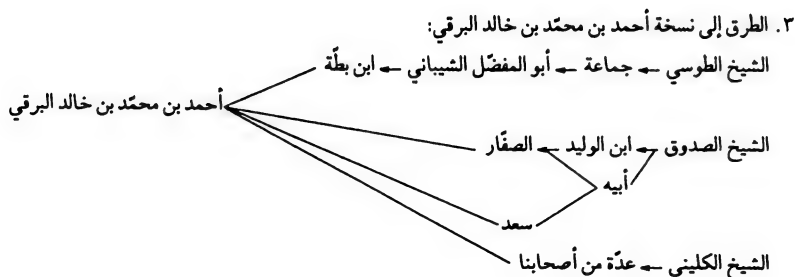 ٣. الطرق إلى نسخة أحمد بن محمّد بن خالد البرقي:
الشيخ الطوسي ← جماعة ← أبو المفضّل الشيباني ← ابن بطّة
أحمد بن محمّد بن خالد البرقي
الشيخ الصدوق ← ابن الوليد ← الصفّار
أبيه
سعد
الشيخ الكليني ← عدّة من أصحابنا